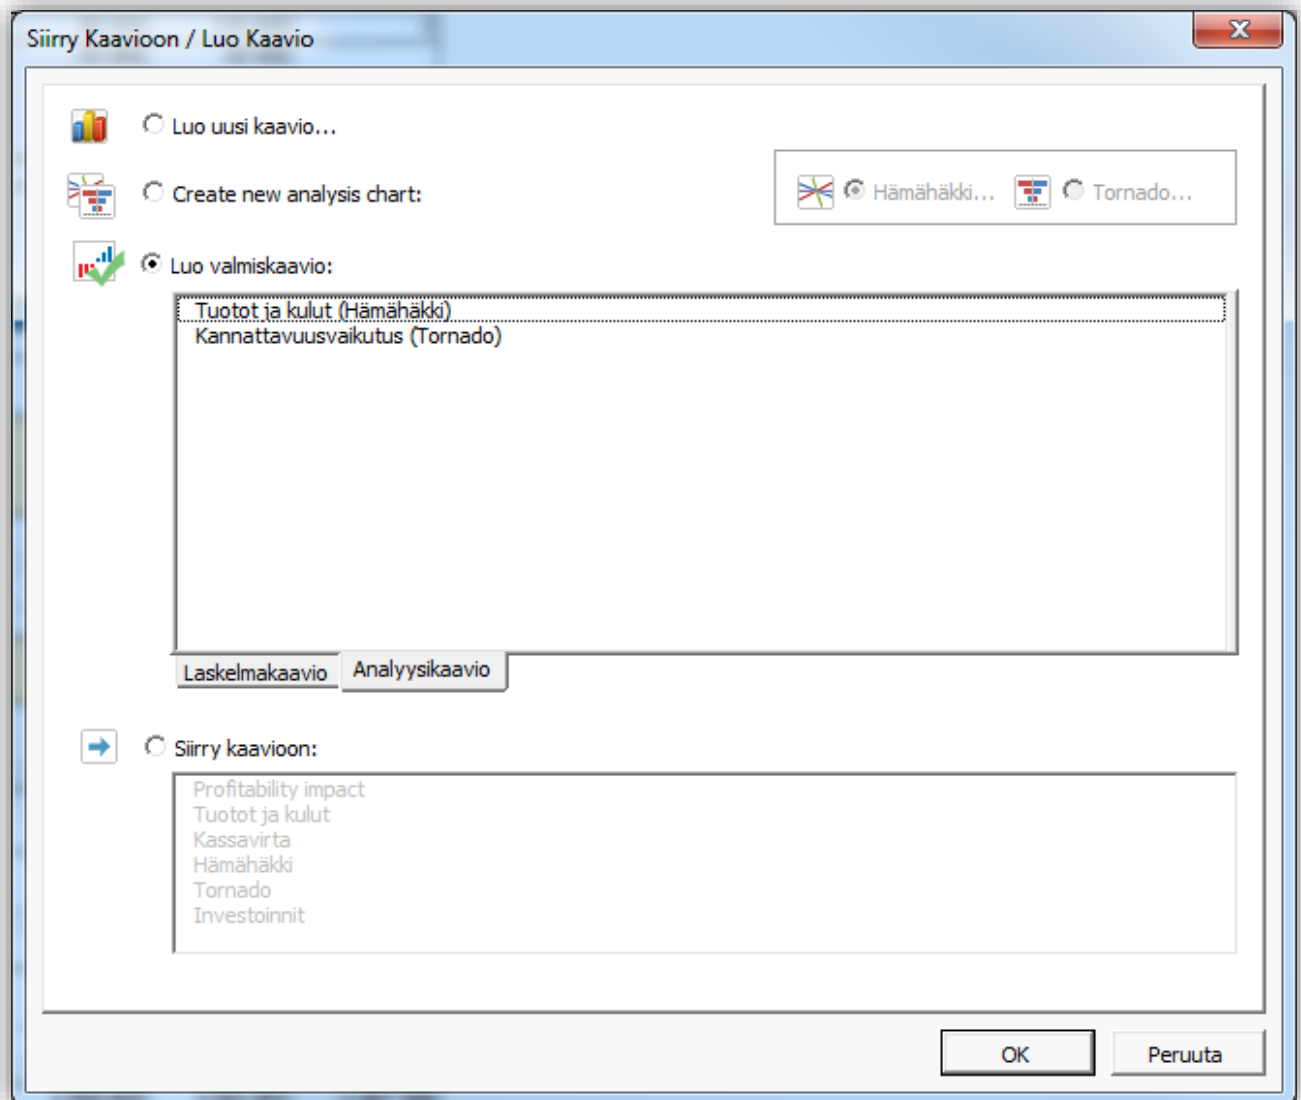 Siirry Kaavioon / Luo Kaavio
Luo uusi kaavio...
Create new analysis chart:
Hämähäkki...
Tornado...
Luo valmiskaavio:
Tuotot ja kulut (Hämähäkki)
Kannattavuusvaikutus (Tornado)
Laskelmakaavio
Analyysikaavio
Siirry kaavioon:
Profitability impact
Tuotot ja kulut
Kassavirta
Hämähäkki
Tornado
Investoinnit
OK
Peruuta